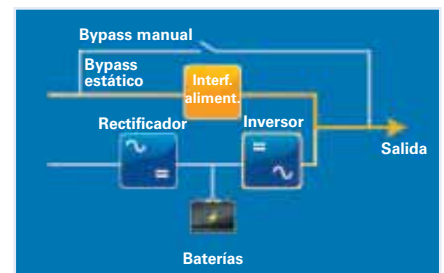 Bypass manual
Bypass
estático
Interf.
aliment.
Rectificador
Inversor
Salida
Baterías